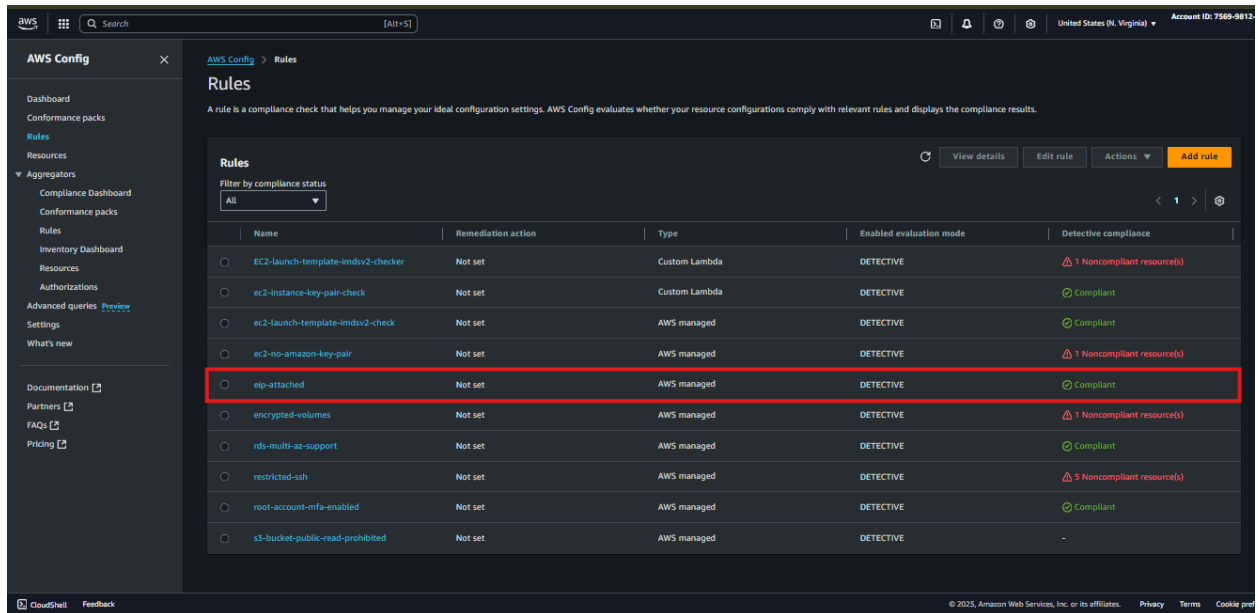 aws
Search
[Alt+S]
United States (N. Virginia)
Account ID: 7569-9812-
AWS Config
Dashboard
Conformance packs
Rules
Resources
Aggregators
Compliance Dashboard
Conformance packs
Rules
Inventory Dashboard
Resources
Authorizations
Advanced queries Preview
Settings
What's new
Documentation
Partners
FAQs
Pricing
AWS Config > Rules
Rules
A rule is a compliance check that helps you manage your ideal configuration settings. AWS Config evaluates whether your resource configurations comply with relevant rules and displays the compliance results.
Rules
View details
Edit rule
Actions
Add rule
Filter by compliance status
All
< 1 >
Name Remediation action Type Enabled evaluation mode Detective compliance
EC2-launch-template-imdsv2-checker Not set Custom Lambda DETECTIVE 1 Noncompliant resource(s)
ec2-instance-key-pair-check Not set Custom Lambda DETECTIVE Compliant
ec2-launch-template-imdsv2-check Not set AWS managed DETECTIVE Compliant
ec2-no-amazon-key-pair Not set AWS managed DETECTIVE 1 Noncompliant resource(s)
eip-attached Not set AWS managed DETECTIVE Compliant
encrypted-volumes Not set AWS managed DETECTIVE 1 Noncompliant resource(s)
rds-multi-az-support Not set AWS managed DETECTIVE Compliant
restricted-ssh Not set AWS managed DETECTIVE 5 Noncompliant resource(s)
root-account-mfa-enabled Not set AWS managed DETECTIVE Compliant
s3-bucket-public-read-prohibited Not set AWS managed DETECTIVE -
CloudShell Feedback
© 2025, Amazon Web Services, Inc. or its affiliates. Privacy Terms Cookie pref